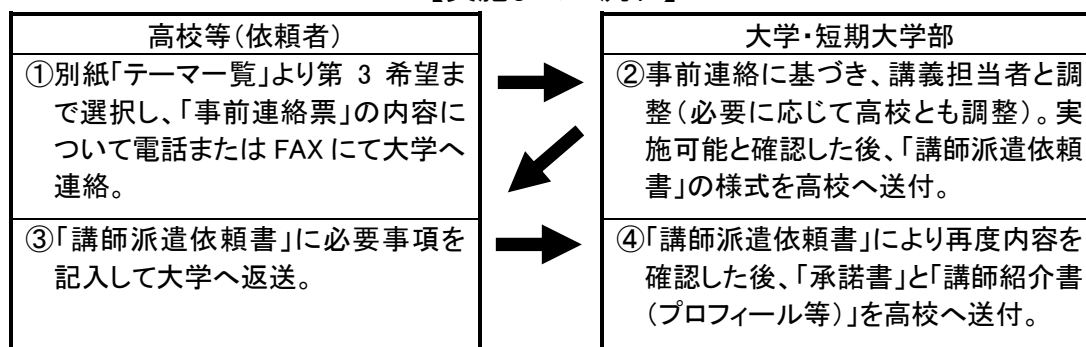 高校等(依頼者)
①別紙「テーマ一覧」より第 3 希望ま
で選択し、「事前連絡票」の内容に
ついて電話または FAX にて大学へ
連絡。
③「講師派遣依頼書」に必要事項を
記入して大学へ返送。
大学・短期大学部
②事前連絡に基づき、講義担当者と調
整(必要に応じて高校とも調整)。実
施可能と確認した後、「講師派遣依頼
書」の様式を高校へ送付。
④「講師派遣依頼書」により再度内容を
確認した後、「承諾書」と「講師紹介書
(プロフィール等)」を高校へ送付。